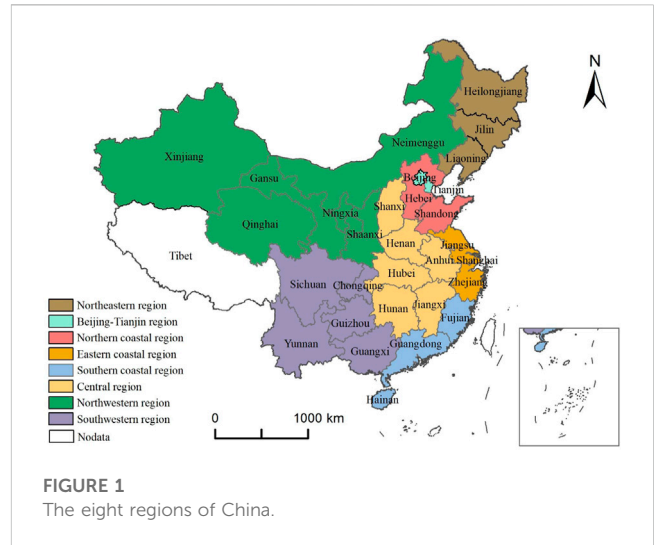 N
Heilongjiang
Jilin
Liaoning
Neimenggu
Xinjiang
Gansu
Beijing
Tianjin
Hebei
Shanxi
Shandong
Ningxia
Shaanxi
Qinghai
Tibet
Henan
Jiangsu
Anhui
Shanghai
Hubei
Zhejiang
Sichuan
Chongqing
Hunan
Jiangxi
Fujian
Guizhou
Yunnan
Guangxi
Guangdong
Hainan
Northeastern region
Beijing-Tianjin region
Northern coastal region
Eastern coastal region
Southern coastal region
Central region
Northwestern region
Southwestern region
Nodata
0 1000 km
FIGURE 1
The eight regions of China.